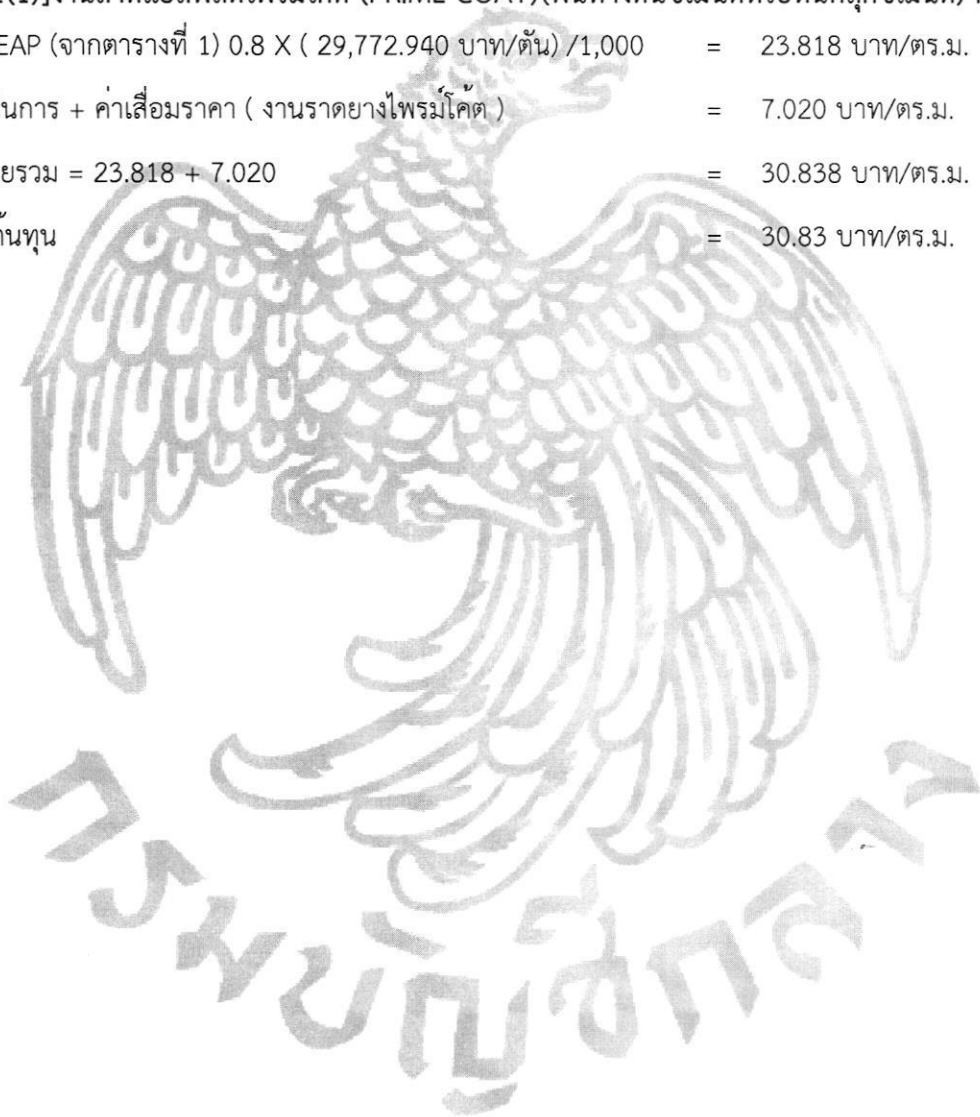 EAP (จากตารางที่ 1) 0.8 X ( 29,772.940 บาท/ตัน) /1,000 = 23.818 บาท/ตร.ม.
นการ + ค่าเสื่อมราคา ( งานราดยางไพรม์โค้ต ) = 7.020 บาท/ตร.ม.
ยรวม = 23.818 + 7.020 = 30.838 บาท/ตร.ม.
้นทุน = 30.83 บาท/ตร.ม.
กรมบัญชีกลาง